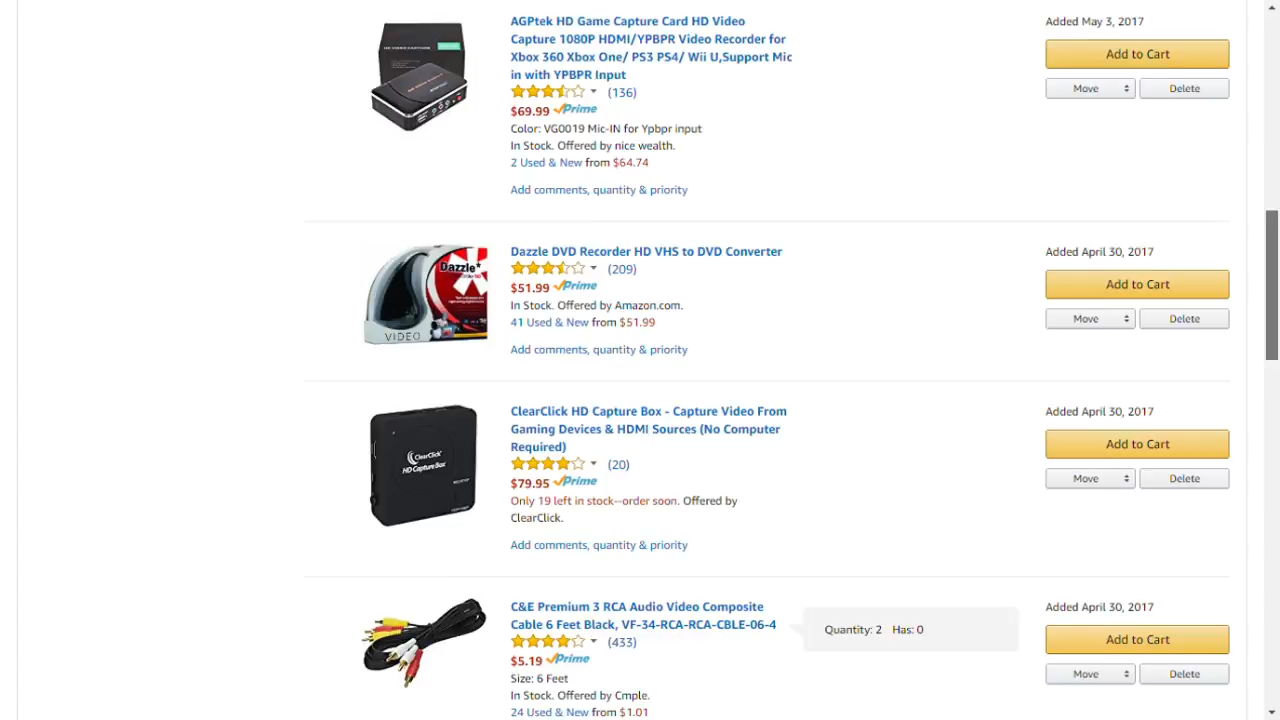 AGPtek HD Game Capture Card HD Video
Capture 1080P HDMI/YPBPR Video Recorder for
Xbox 360 Xbox One/ PS3 PS4/ Wii U,Support Mic
in with YPBPR Input
(136)
$69.99 Prime
Color: VG0019 Mic-IN for Ypbpr input
In Stock. Offered by nice wealth.
2 Used & New from $64.74
Add comments, quantity & priority
Added May 3, 2017
Add to Cart
Move
Delete
Dazzle*
VIDEO
Dazzle DVD Recorder HD VHS to DVD Converter
(209)
$51.99 Prime
In Stock. Offered by Amazon.com.
41 Used & New from $51.99
Add comments, quantity & priority
Added April 30, 2017
Add to Cart
Move
Delete
ClearClick
HD Capture Box
ClearClick HD Capture Box - Capture Video From
Gaming Devices & HDMI Sources (No Computer
Required)
(20)
$79.95 Prime
Only 19 left in stock--order soon. Offered by
ClearClick.
Add comments, quantity & priority
Added April 30, 2017
Add to Cart
Move
Delete
C&E Premium 3 RCA Audio Video Composite
Cable 6 Feet Black, VF-34-RCA-RCA-CBLE-06-4
(433)
$5.19 Prime
Size: 6 Feet
In Stock. Offered by Cmple.
24 Used & New from $1.01
Quantity: 2 Has: 0
Added April 30, 2017
Add to Cart
Move
Delete